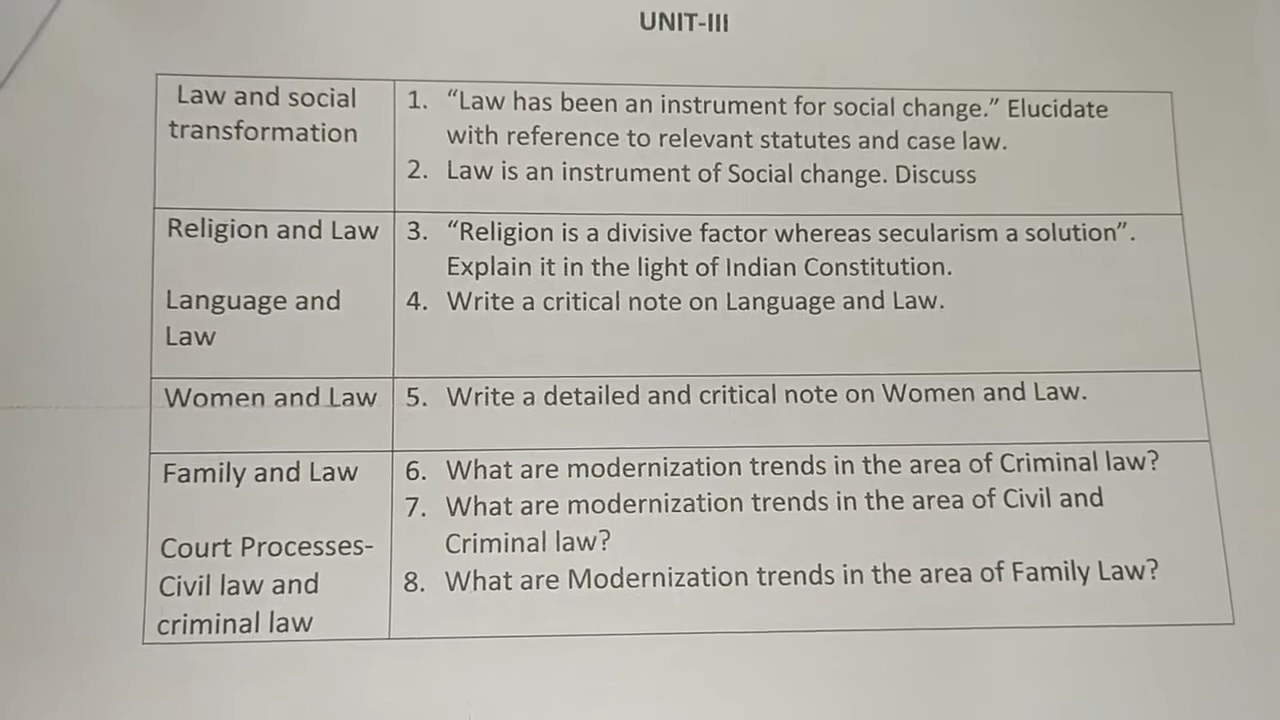 UNIT-III
Law and social
transformation
1. “Law has been an instrument for social change.” Elucidate
with reference to relevant statutes and case law.
2. Law is an instrument of Social change. Discuss
Religion and Law
Language and
Law
3. “Religion is a divisive factor whereas secularism a solution”.
Explain it in the light of Indian Constitution.
4. Write a critical note on Language and Law.
Women and Law
5. Write a detailed and critical note on Women and Law.
Family and Law
Court Processes-
Civil law and
criminal law
6. What are modernization trends in the area of Criminal law?
7. What are modernization trends in the area of Civil and
Criminal law?
8. What are Modernization trends in the area of Family Law?